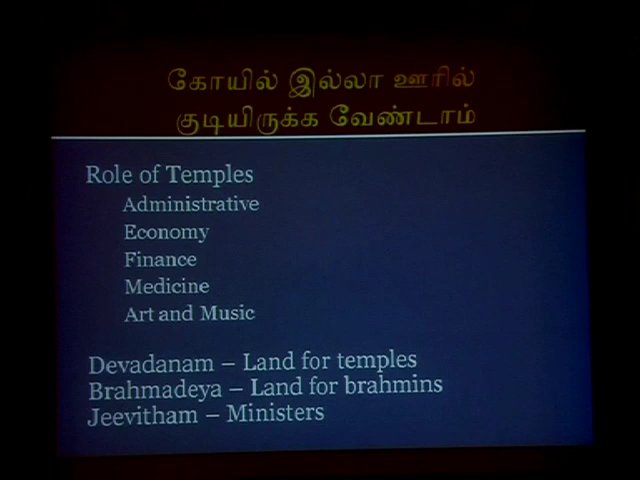 கோயில் இல்லா ஊரில்
குடியிருக்க வேண்டாம்
Role of Temples
Administrative
Economy
Finance
Medicine
Art and Music
Devadanam – Land for temples
Brahmadeya – Land for brahmins
Jeevitham – Ministers